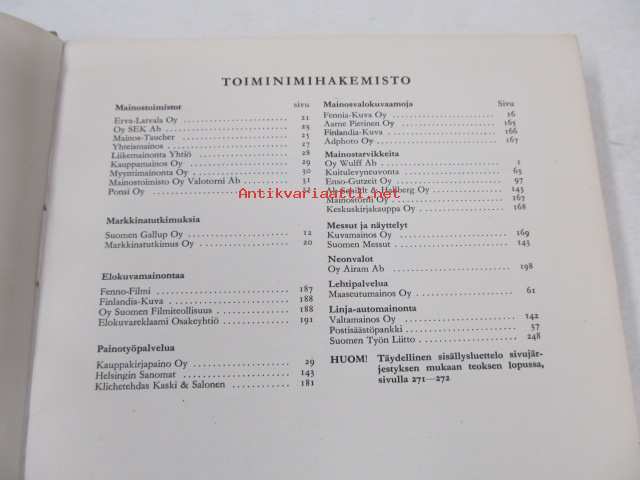 TOIMINIMIHAKEMISTO
Mainostoimistot sivu
Erva-Latvala Oy 21
Oy SEK Ab 25
Mainos-Taucher 25
Yhteismainos 27
Liikemainonta Yhtiö 28
Kauppamainos Oy 29
Myyntimainonta Oy 30
Mainostoimisto Oy Valotorni Ab 31
Ponsi Oy 32
Markkinatutkimuksia
Suomen Gallup Oy 12
Markkinatutkimus Oy 20
Elokuvamainontaa
Fenno-Filmi 187
Finlandia-Kuva 188
Oy Suomen Filmiteollisuus 188
Elokuvareklaami Osakeyhtiö 191
Painotyöpalvelua
Kauppakirjapaino Oy 29
Helsingin Sanomat 143
Klichetehdas Kaski & Salonen 181
Mainosvalokuvaamoja Sivu
Fennia-Kuva Oy 16
Aarne Pietinen Oy 165
Finlandia-Kuva 166
Adphoto Oy 167
Mainostarvikkeita
Oy Wulff Ab 1
Kuitulevyneuvonta 65
Enso-Gutzeit Oy 97
& Hallberg Oy 143
Mainostorni Oy 167
Keskuskirjakauppa Oy 168
Messut ja näyttelyt
Kuvamainos Oy 169
Suomen Messut 143
Neonvalot
Oy Airam Ab 198
Lehtipalvelua
Maaseutumainos Oy 61
Linja-automainonta
Valtamainos Oy 142
Postisäästöpankki 57
Suomen Työn Liitto 248
HUOM! Täydellinen sisällysluettelo sivujär-
jestyksen mukaan teoksen lopussa,
sivulla 271—272
Antikvariaatti.net